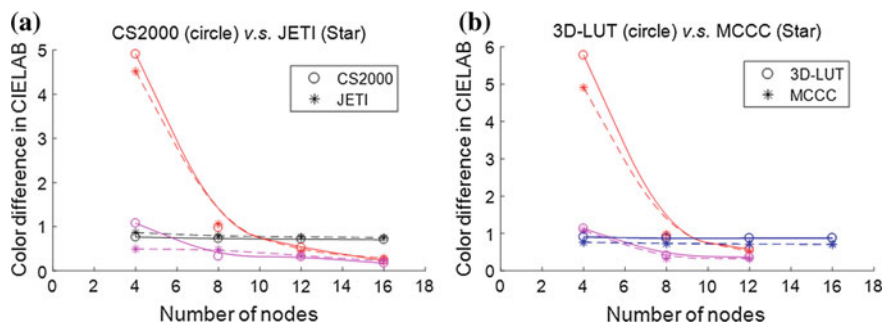 (a)
CS2000 (circle) v.s. JETI (Star)
Color difference in CIELAB
5
4
3
2
1
0
CS2000
JETI
0 2 4 6 8 10 12 14 16 18
Number of nodes
(b)
3D-LUT (circle) v.s. MCCC (Star)
Color difference in CIELAB
6
5
4
3
2
1
0
3D-LUT
MCCC
0 2 4 6 8 10 12 14 16 18
Number of nodes